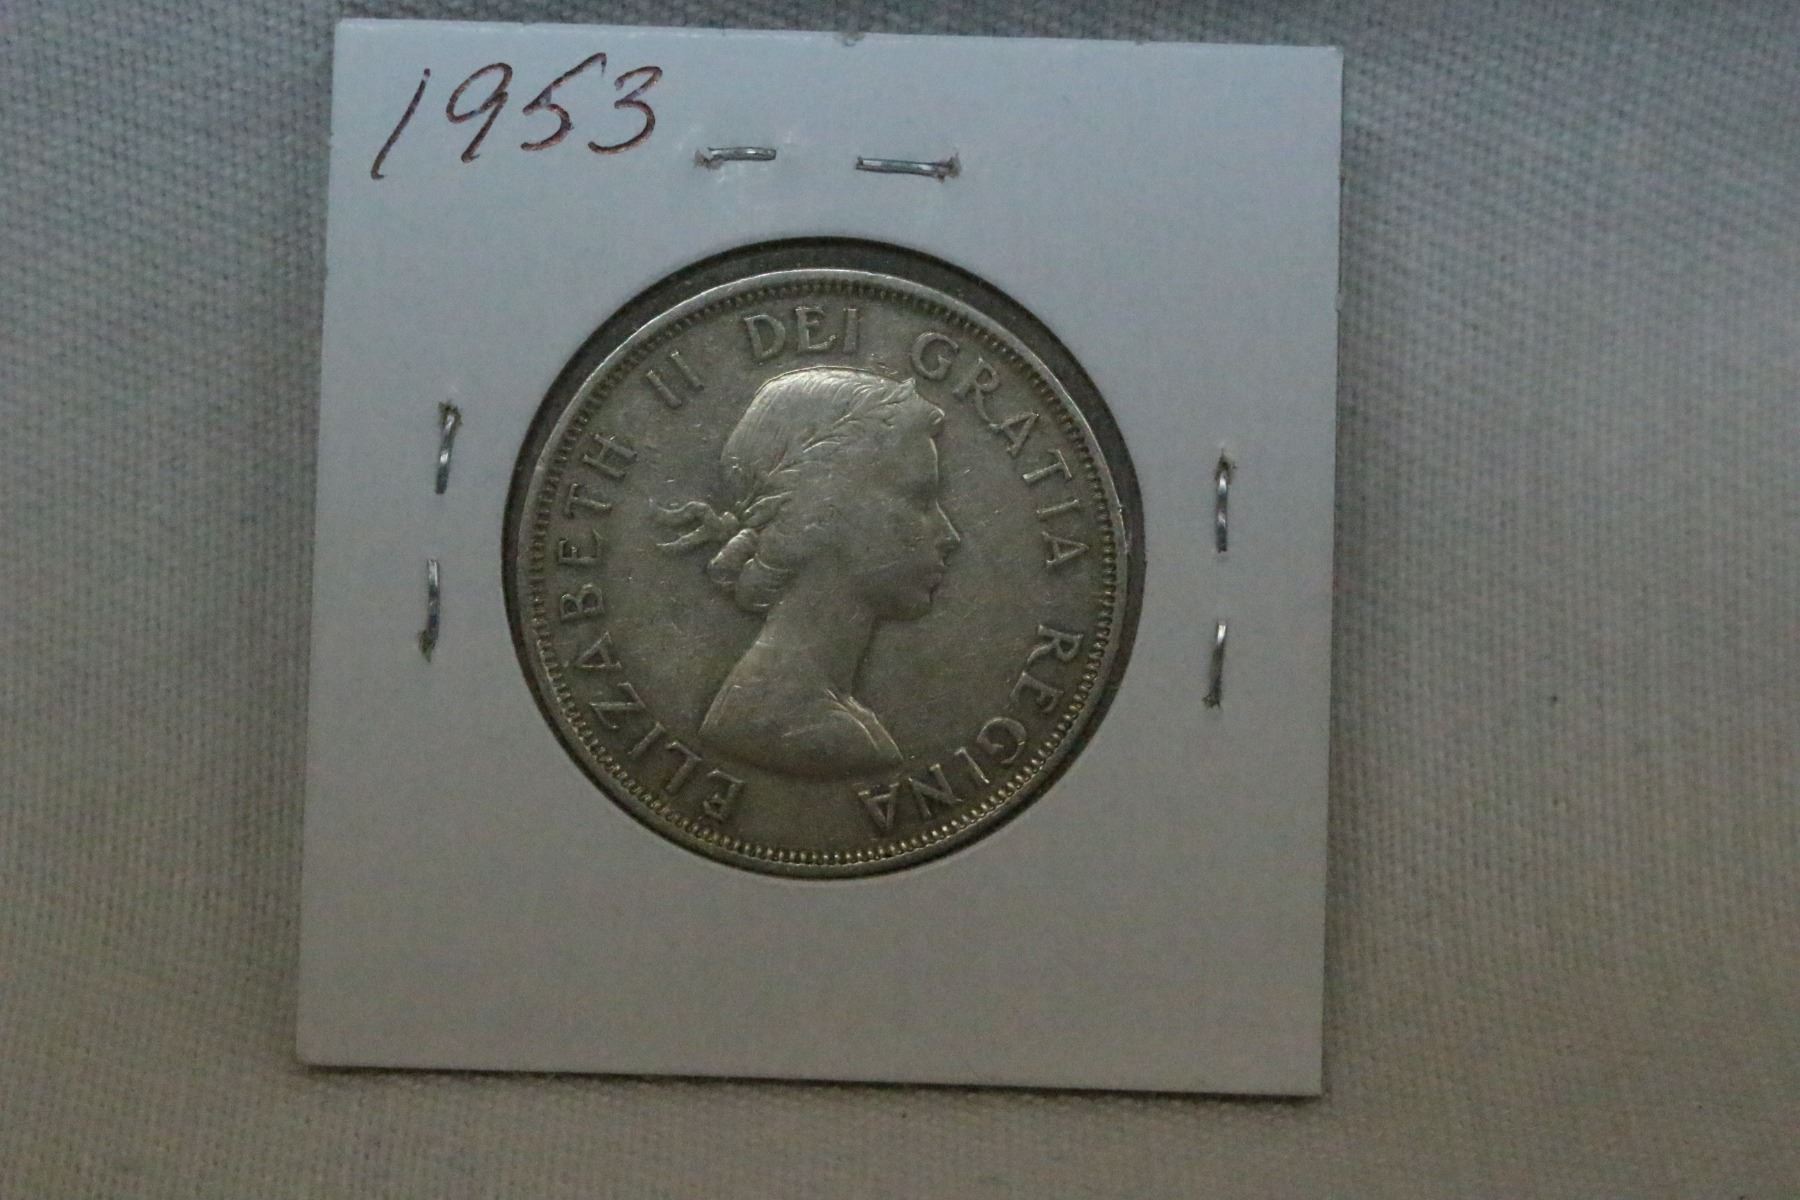 1953
ELIZABETH II DEI GRATIA REGINA